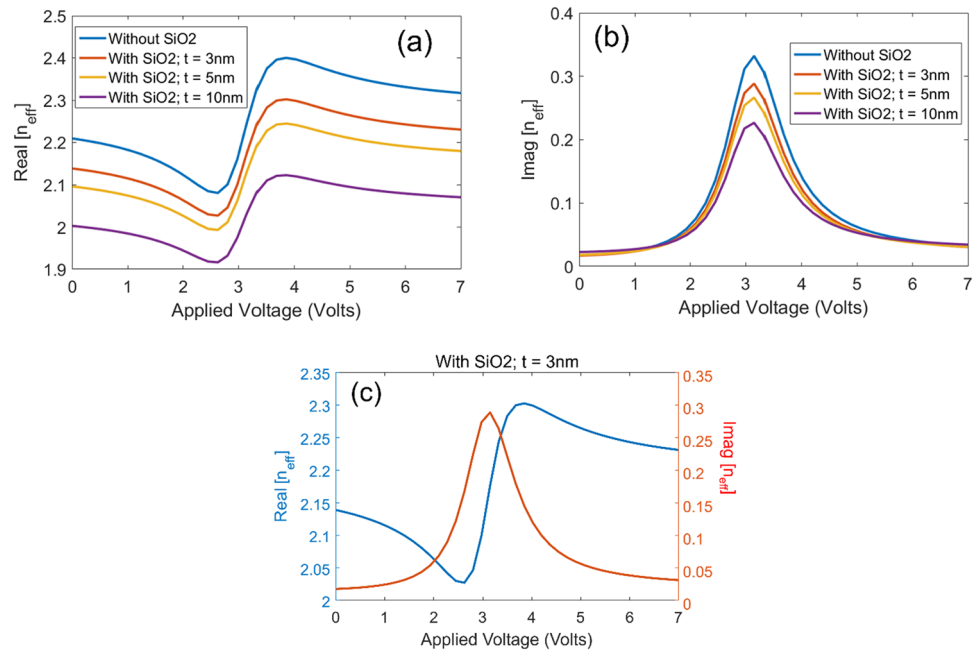 (a)
Without SiO2
With SiO2; t = 3nm
With SiO2; t = 5nm
With SiO2; t = 10nm
2.5
2.4
2.3
2.2
2.1
2
1.9
Real [n_eff]
0 1 2 3 4 5 6 7
Applied Voltage (Volts)
(b)
Without SiO2
With SiO2; t = 3nm
With SiO2; t = 5nm
With SiO2; t = 10nm
0.4
0.3
0.2
0.1
0
Imag [n_eff]
0 1 2 3 4 5 6 7
Applied Voltage (Volts)
With SiO2; t = 3nm
(c)
2.35
2.3
2.25
2.2
2.15
2.1
2.05
2
Real [n_eff]
0.35
0.3
0.25
0.2
0.15
0.1
0.05
0
Imag [n_eff]
0 1 2 3 4 5 6 7
Applied Voltage (Volts)